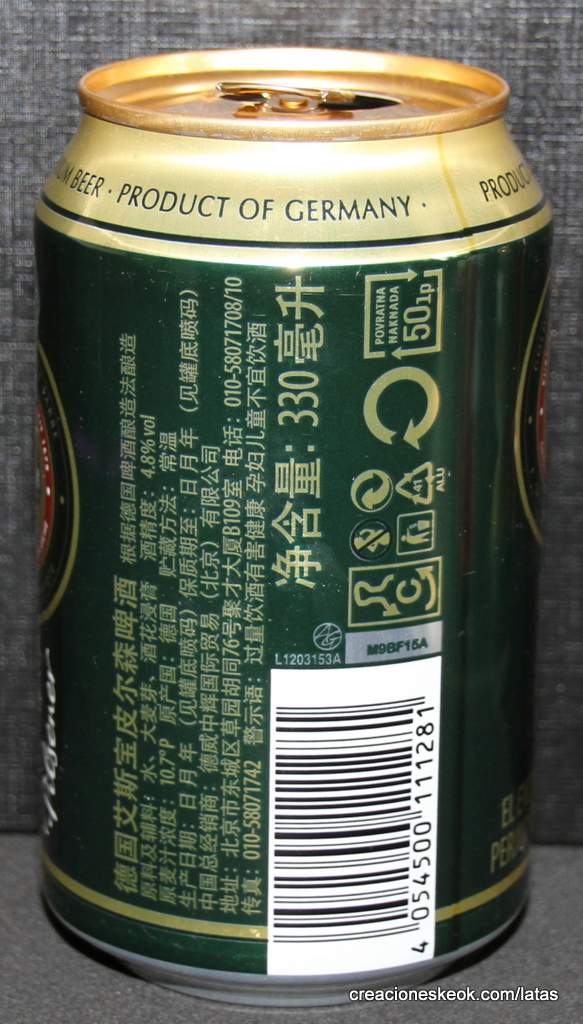 UM BEER · PRODUCT OF GERMANY ·
PRODUC
德国艾斯宝皮尔森啤酒 根据德国啤酒酿造法酿造
原料及辅料：水、大麦芽、酒花浸膏 酒精度：4.8%vol
原麦汁浓度：10.7°P 原产国：德国 贮藏方法：常温
生产日期：日 月 年 （见罐底喷码）保质期至：日 月 年 （见罐底喷码）
中国总经销商：德威中辉国际贸易（北京）有限公司
地址：北京市东城区草园胡同76号聚才大厦B109室 电话：010-58071708/10
传真：010-58071742 警示语：过量饮酒有害健康 孕妇儿童不宜饮酒
净含量：330毫升
POVRATNA
NAKNADA
50lp
41
ALU
C
L1203153A
M9BF15A
4 054500 111281
Pilsener
ELE
PER
creacioneskeok.com/latas